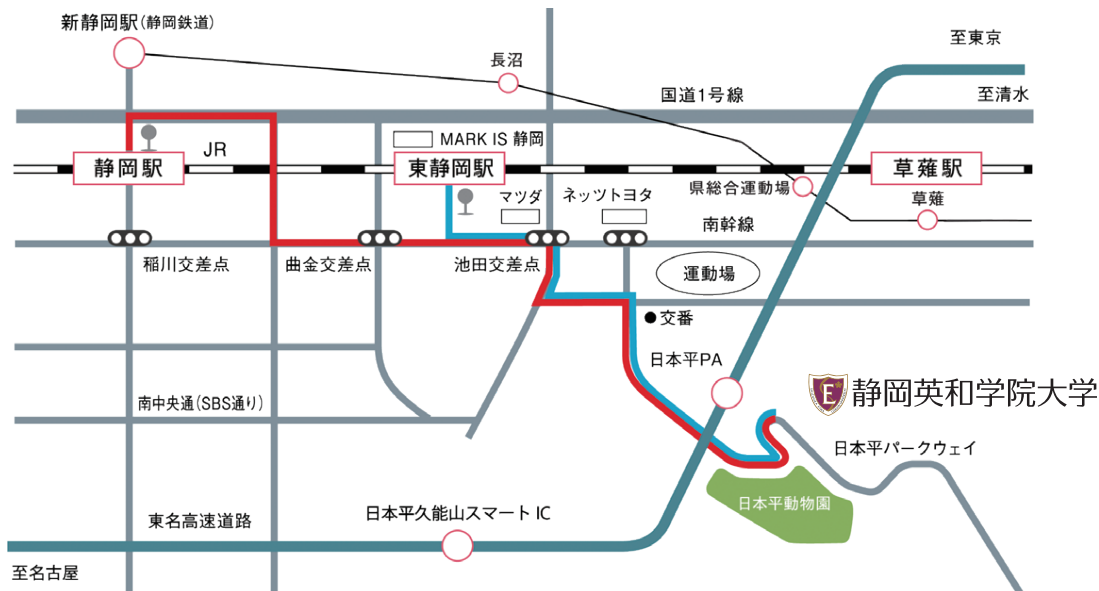 新静岡駅(静岡鉄道)
至東京
長沼
国道1号線
至清水
MARK IS 静岡
JR
静岡駅
東静岡駅
草薙駅
県総合運動場
マツダ
ネッツトヨタ
草薙
南幹線
稲川交差点
曲金交差点
池田交差点
運動場
交番
日本平PA
E
静岡英和学院大学
南中央通(SBS通り)
日本平パークウェイ
日本平動物園
東名高速道路
日本平久能山スマートIC
至名古屋